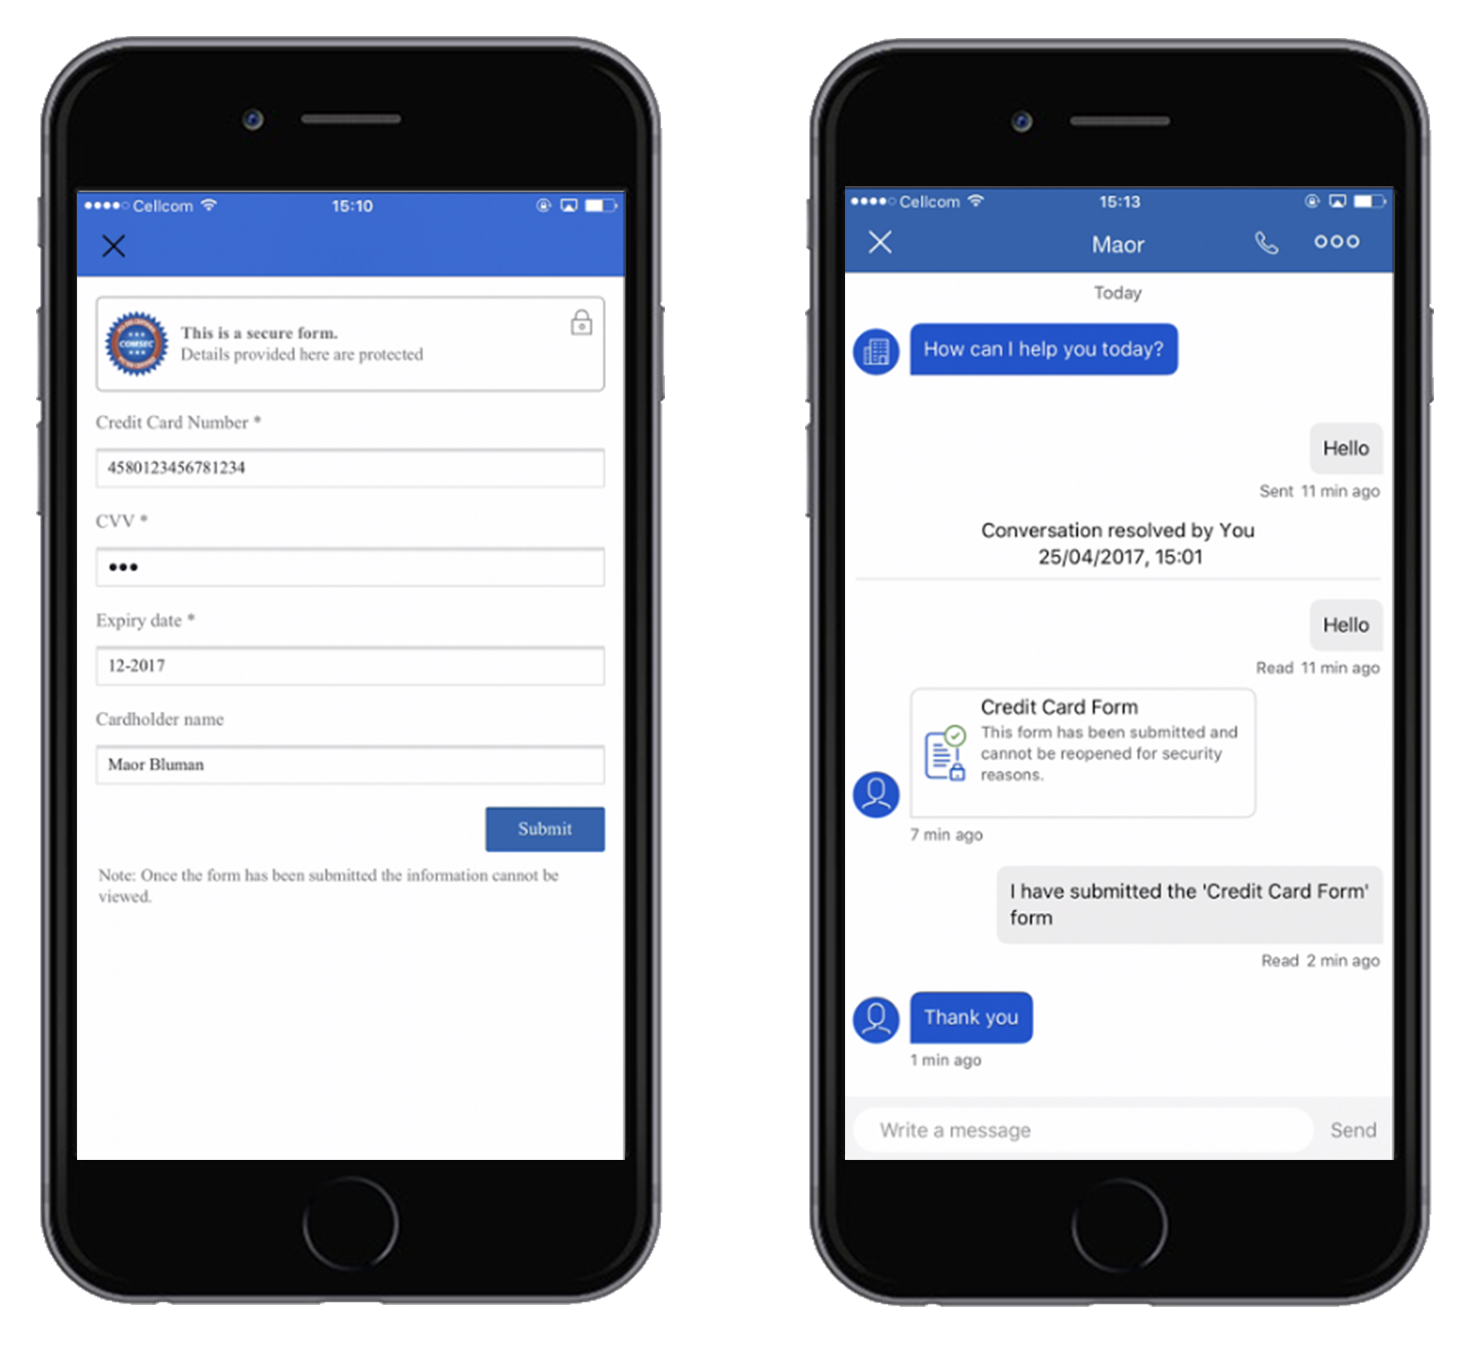 Cellcom 15:10
COMSEC
This is a secure form.
Details provided here are protected
Credit Card Number *
4580123456781234
CVV *
•••
Expiry date *
12-2017
Cardholder name
Maor Bluman
Submit
Note: Once the form has been submitted the information cannot be
viewed.
Cellcom 15:13
Maor
Today
How can I help you today?
Hello
Sent 11 min ago
Conversation resolved by You
25/04/2017, 15:01
Hello
Read 11 min ago
Credit Card Form
This form has been submitted and
cannot be reopened for security
reasons.
7 min ago
I have submitted the 'Credit Card Form'
form
Read 2 min ago
Thank you
1 min ago
Write a message Send